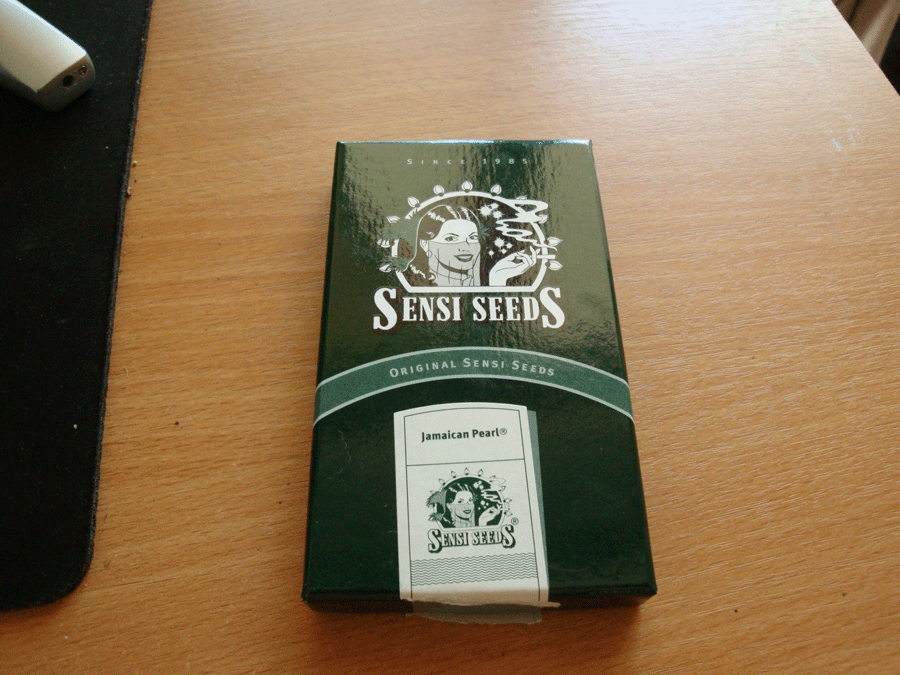 SINCE 1985
SENSI SEEDS
ORIGINAL SENSI SEEDS
Jamaican Pearl®
SENSI SEEDS®